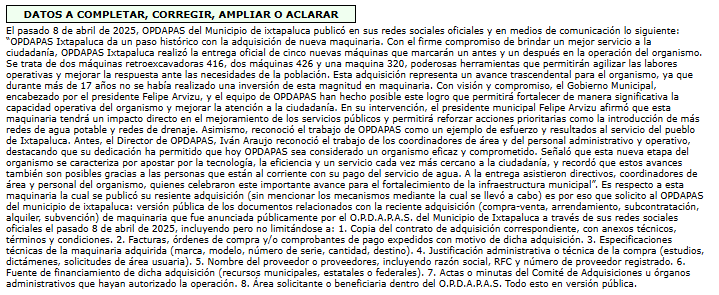 DATOS A COMPLETAR, CORREGIR, AMPLIAR O ACLARAR
El pasado 8 de abril de 2025, OPDAPAS del Municipio de ixtapaluca publicó en sus redes sociales oficiales y en medios de comunicación lo siguiente:
"OPDAPAS Ixtapaluca da un paso histórico con la adquisición de nueva maquinaria. Con el firme compromiso de brindar un mejor servicio a la
ciudadanía, OPDAPAS Ixtapaluca realizó la entrega oficial de cinco nuevas máquinas que marcarán un antes y un después en la operación del organismo.
Se trata de dos máquinas retroexcavadoras 416, dos máquinas 426 y una maquina 320, poderosas herramientas que permitirán agilizar las labores
operativas y mejorar la respuesta ante las necesidades de la población. Esta adquisición representa un avance trascendental para el organismo, ya
que durante más de 17 años no se había realizado una inversión de esta magnitud en maquinaria. Con visión y compromiso, el Gobierno Municipal,
encabezado por el presidente Felipe Arvizu, y el equipo de OPDAPAS han hecho posible este logro que permitirá fortalecer de manera significativa la
capacidad operativa del organismo y mejorar la atención a la ciudadanía. En su intervención, el presidente municipal Felipe Arvizu afirmó que esta
maquinaria tendrá un impacto directo en el mejoramiento de los servicios públicos y permitirá reforzar acciones prioritarias como la introducción de más
redes de agua potable y redes de drenaje. Asimismo, reconoció el trabajo de OPDAPAS como un ejemplo de esfuerzo y resultados al servicio del pueblo
de Ixtapaluca. Antes, el Director de OPDAPAS, Iván Araujo reconoció el trabajo de los coordinadores de área y del personal administrativo y operativo,
destacando que su dedicación ha permitido que hoy OPDAPAS sea considerado un organismo eficaz y comprometido. Señaló que esta nueva etapa del
organismo se caracteriza por apostar por la tecnología, la eficiencia y un servicio cada vez más cercano a la ciudadanía, y recordó que estos avances
también son posibles gracias a las personas que están al corriente con su pago del servicio de agua. A la entrega asistieron directivos, coordinadores de
área y personal del organismo, quienes celebraron este importante avance para el fortalecimiento de la infraestructura municipal". Es respecto a esta
maquinaria la cual se publicó su resiente adquisición (sin mencionar los mecanismos mediante la cual se llevó a cabo) es por eso que solicito al OPDAPAS
del municipio de ixtapaluca: versión pública de los documentos relacionados con la reciente adquisición (compra-venta, arrendamiento, subcontratación,
alquiler, subvención) de maquinaria que fue anunciada públicamente por el O.P.D.A.P.A.S. del Municipio de Ixtapaluca a través de sus redes sociales
oficiales el pasado 8 de abril de 2025, incluyendo pero no limitándose a: 1. Copia del contrato de adquisición correspondiente, con anexos técnicos,
términos y condiciones. 2. Facturas, órdenes de compra y/o comprobantes de pago expedidos con motivo de dicha adquisición. 3. Especificaciones
técnicas de la maquinaria adquirida (marca, modelo, número de serie, cantidad, destino). 4. Justificación administrativa o técnica de la compra (estudios,
dictámenes, solicitudes de área usuaria). 5. Nombre del proveedor o proveedores, incluyendo razón social, RFC y número de proveedor registrado. 6.
Fuente de financiamiento de dicha adquisición (recursos municipales, estatales o federales). 7. Actas o minutas del Comité de Adquisiciones u órganos
administrativos que hayan autorizado la operación. 8. Área solicitante o beneficiaria dentro del O.P.D.A.P.A.S. Todo esto en versión pública.